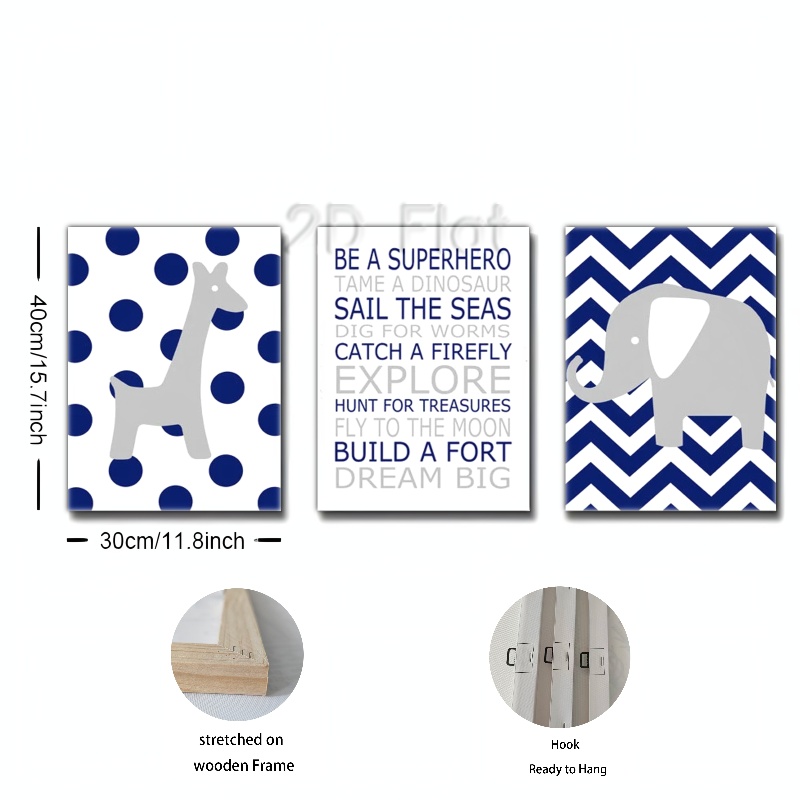 2D Flat
BE A SUPERHERO
TAME A DINOSAUR
SAIL THE SEAS
DIG FOR WORMS
CATCH A FIREFLY
EXPLORE
HUNT FOR TREASURES
FLY TO THE MOON
BUILD A FORT
DREAM BIG
40cm/15.7inch
30cm/11.8inch
stretched on
wooden Frame
Hook
Ready to Hang